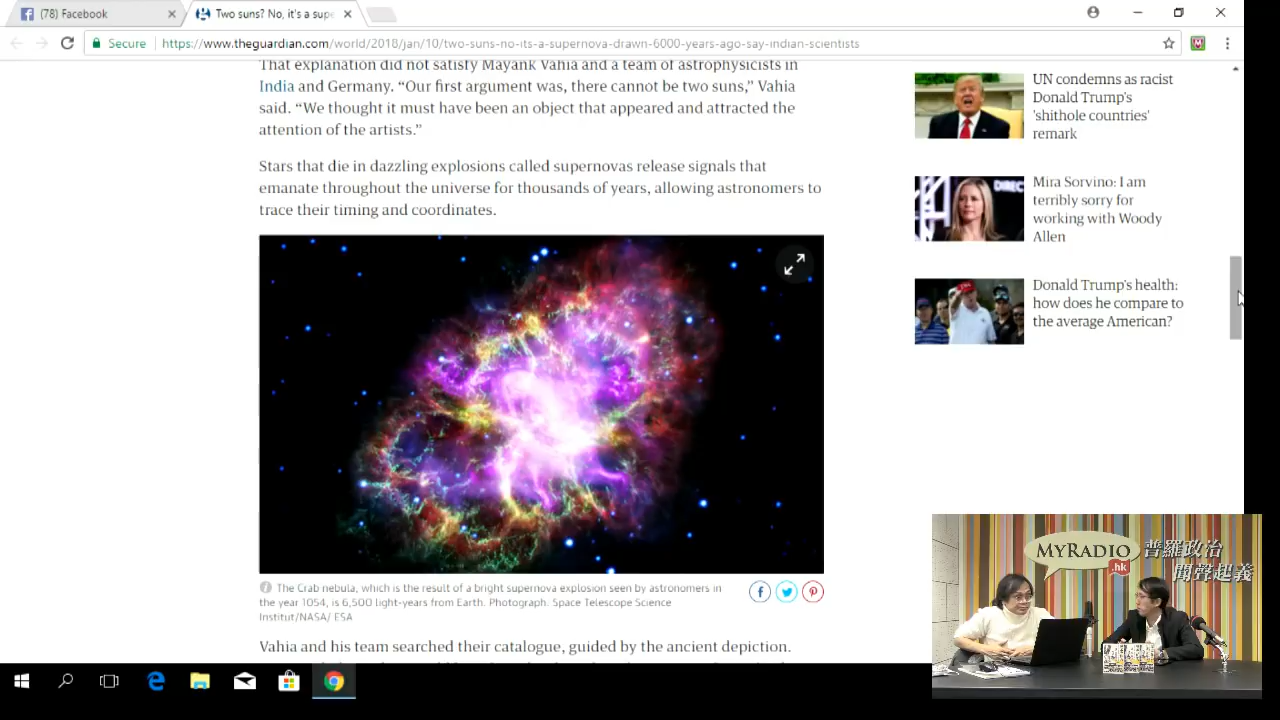 (78) Facebook
Two suns? No, it's a supe
Secure
https://www.theguardian.com/world/2018/jan/10/two-suns-no-its-a-supernova-drawn-6000-years-ago-say-indian-scientists
That explanation did not satisfy Mayank Vahia and a team of astrophysicists in
India and Germany. “Our first argument was, there cannot be two suns,” Vahia
said. “We thought it must have been an object that appeared and attracted the
attention of the artists.”
Stars that die in dazzling explosions called supernovas release signals that
emanate throughout the universe for thousands of years, allowing astronomers to
trace their timing and coordinates.
The Crab nebula, which is the result of a bright supernova explosion seen by astronomers in
the year 1054, is 6,500 light-years from Earth. Photograph: Space Telescope Science
Institut/NASA/ ESA
Vahia and his team searched their catalogue, guided by the ancient depiction.
UN condemns as racist
Donald Trump's
'shithole countries'
remark
DIREC
Mira Sorvino: I am
terribly sorry for
working with Woody
Allen
Donald Trump's health:
how does he compare to
the average American?
MYRADIO
.hk
普羅政治
聞聲起義